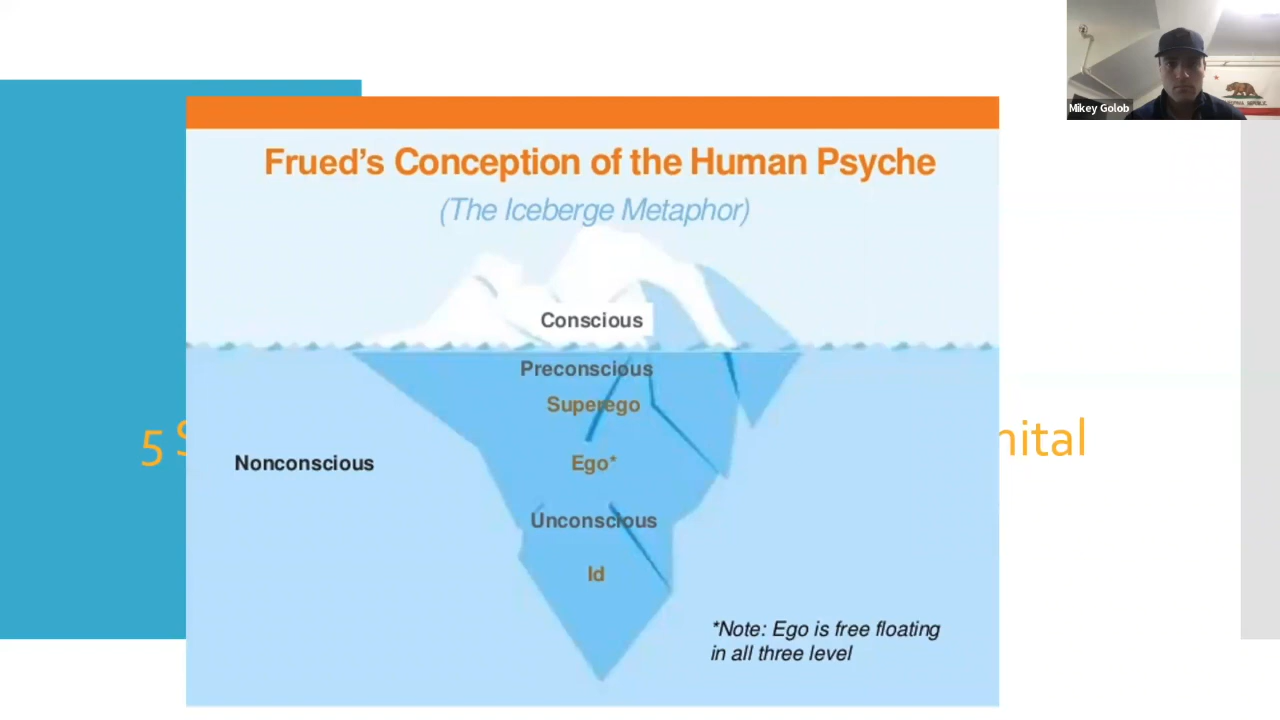 Mikey Golob
Frued's Conception of the Human Psyche
(The Iceberge Metaphor)
Conscious
Preconscious
Superego
5 S
nital
Nonconscious
Ego*
Unconscious
Id
*Note: Ego is free floating
in all three level